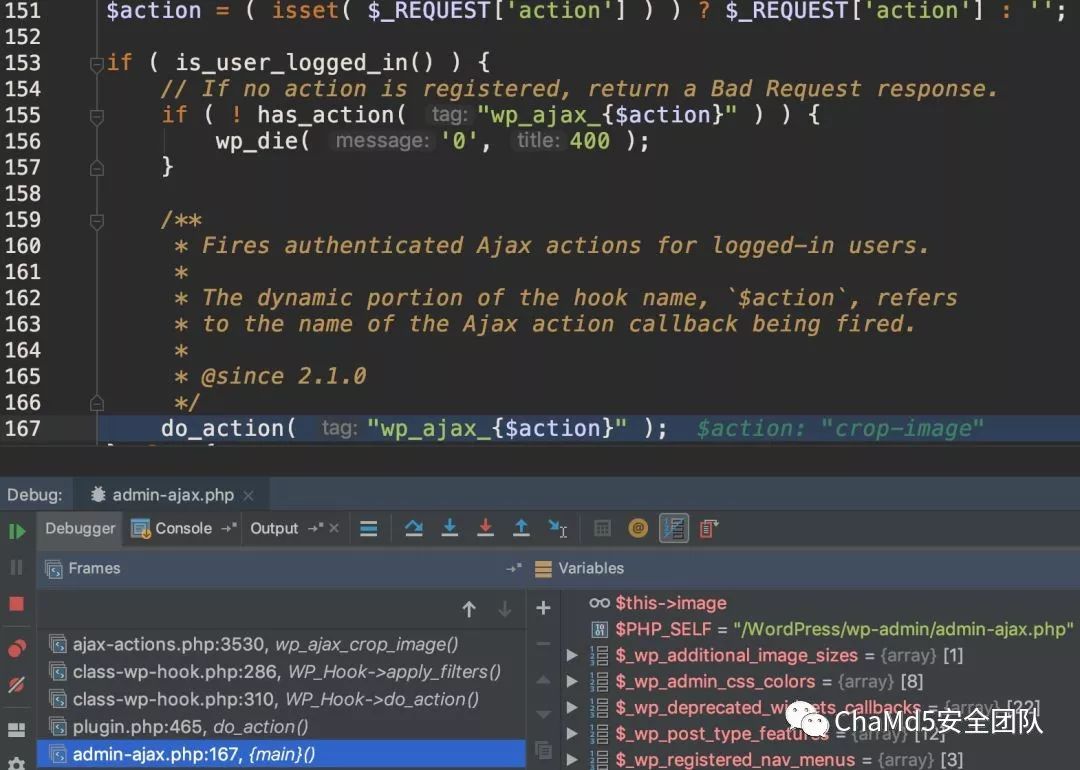 151 $action = ( isset( $_REQUEST['action'] ) ) ? $_REQUEST['action'] : '';
152
153 if ( is_user_logged_in() ) {
154 // If no action is registered, return a Bad Request response.
155 if ( ! has_action( tag: "wp_ajax_{$action}" ) ) {
156 wp_die( message: '0', title: 400 );
157 }
158
159 /**
160 * Fires authenticated Ajax actions for logged-in users.
161 *
162 * The dynamic portion of the hook name, `$action`, refers
163 * to the name of the Ajax action callback being fired.
164 *
165 * @since 2.1.0
166 */
167 do_action( tag: "wp_ajax_{$action}" ); $action: "crop-image"
Debug: admin-ajax.php
Debugger Console Output
Frames
Variables
$this->image
$PHP_SELF = "/WordPress/wp-admin/admin-ajax.php"
ajax-actions.php:3530, wp_ajax_crop_image()
$_wp_additional_image_sizes = {array} [1]
class-wp-hook.php:286, WP_Hook->apply_filters()
$_wp_admin_css_colors = {array} [8]
class-wp-hook.php:310, WP_Hook->do_action()
$_wp_deprecated_widgets_callbacks = {array} [22]
plugin.php:465, do_action()
$_wp_post_type_features = {array} [12]
admin-ajax.php:167, {main}()
$_wp_registered_nav_menus = {array} [3]
ChaMd5安全团队